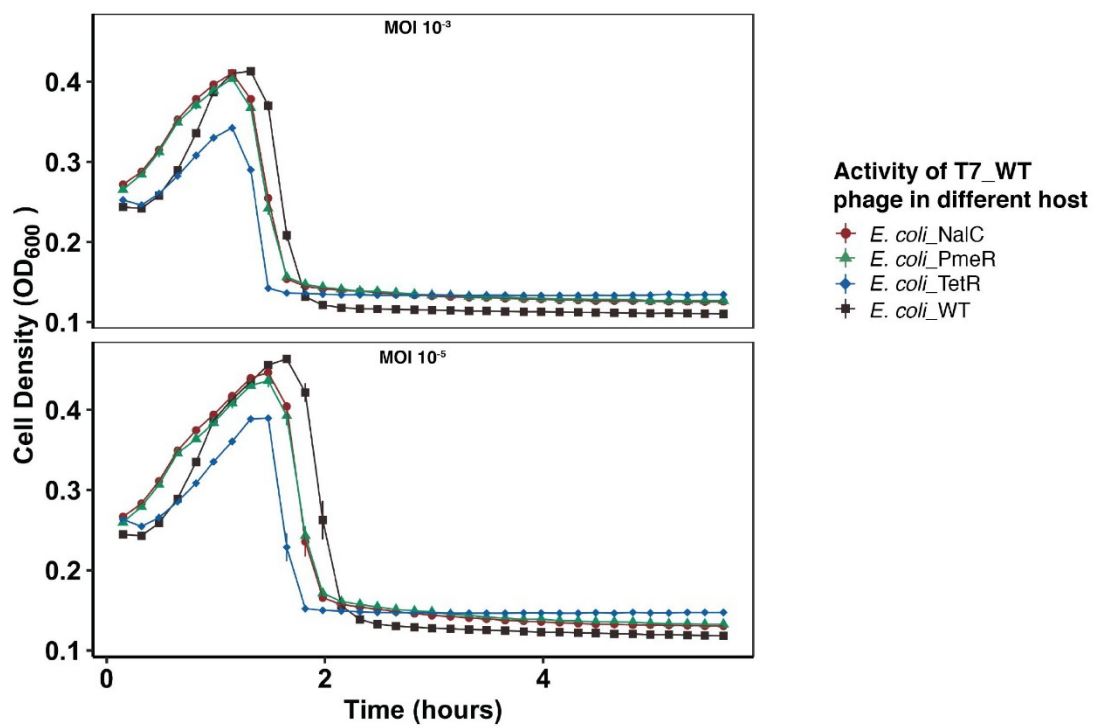 MOI 10⁻³
0.4
0.3
0.2
0.1
MOI 10⁻⁵
0.4
0.3
0.2
0.1
Cell Density (OD₆₀₀)
0 2 4
Time (hours)
Activity of T7_WT
phage in different host
E. coli_NalC
E. coli_PmeR
E. coli_TetR
E. coli_WT